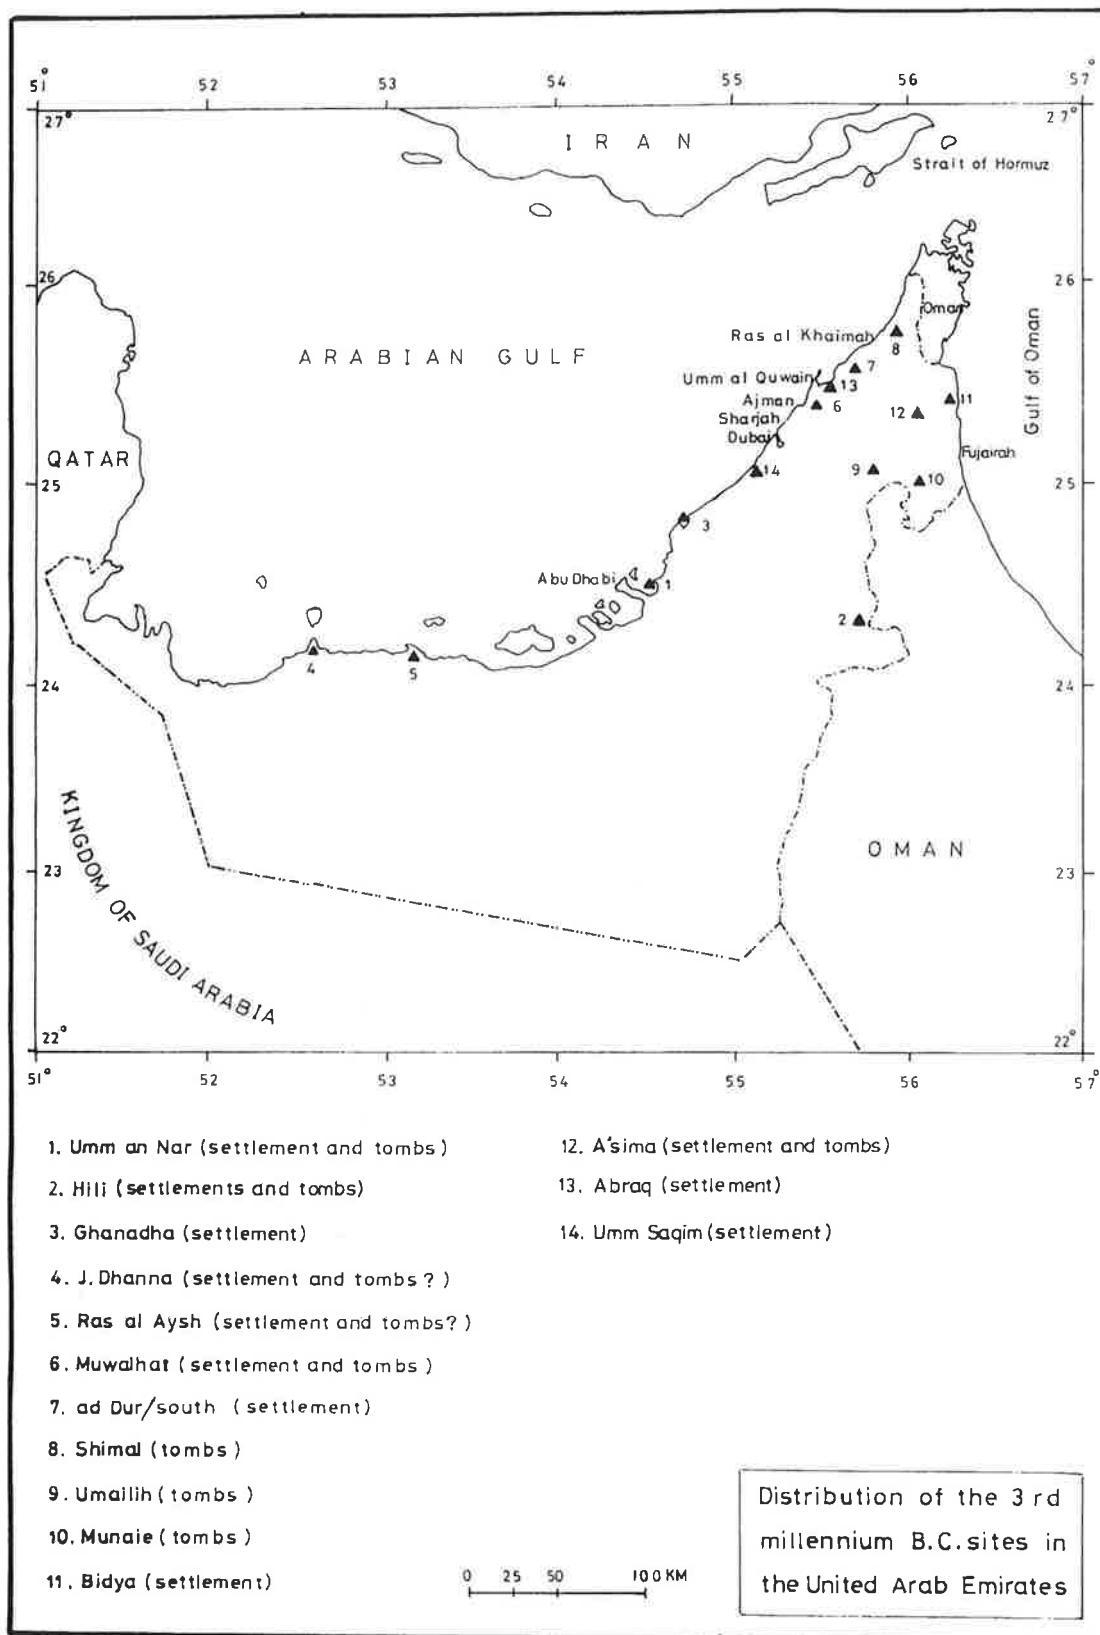 51°
52
53
54
55
56°
57°
27°
27°
I R A N
Strait of Hormuz
26
26
Oman
Ras al Khaimah
8
Gulf of Oman
ARABIAN GULF
7
Umm al Quwain
13
Ajman
6
11
12
Sharjah
Dubai
QATAR
Fujairah
14
9
10
25
25
3
Abu Dhabi
1
2
4
5
24
24
KINGDOM OF SAUDI ARABIA
OMAN
23
23
22°
22°
51°
52
53
54
55
56
57°
1. Umm an Nar (settlement and tombs)
2. Hili (settlements and tombs)
3. Ghanadha (settlement)
4. J. Dhanna (settlement and tombs?)
5. Ras al Aysh (settlement and tombs?)
6. Muwalhat (settlement and tombs)
7. ad Dur/south (settlement)
8. Shimal (tombs)
9. Umailih (tombs)
10. Munaie (tombs)
11. Bidya (settlement)
12. A'sima (settlement and tombs)
13. Abraq (settlement)
14. Umm Saqim (settlement)
0 25 50 100 KM
Distribution of the 3rd
millennium B.C. sites in
the United Arab Emirates